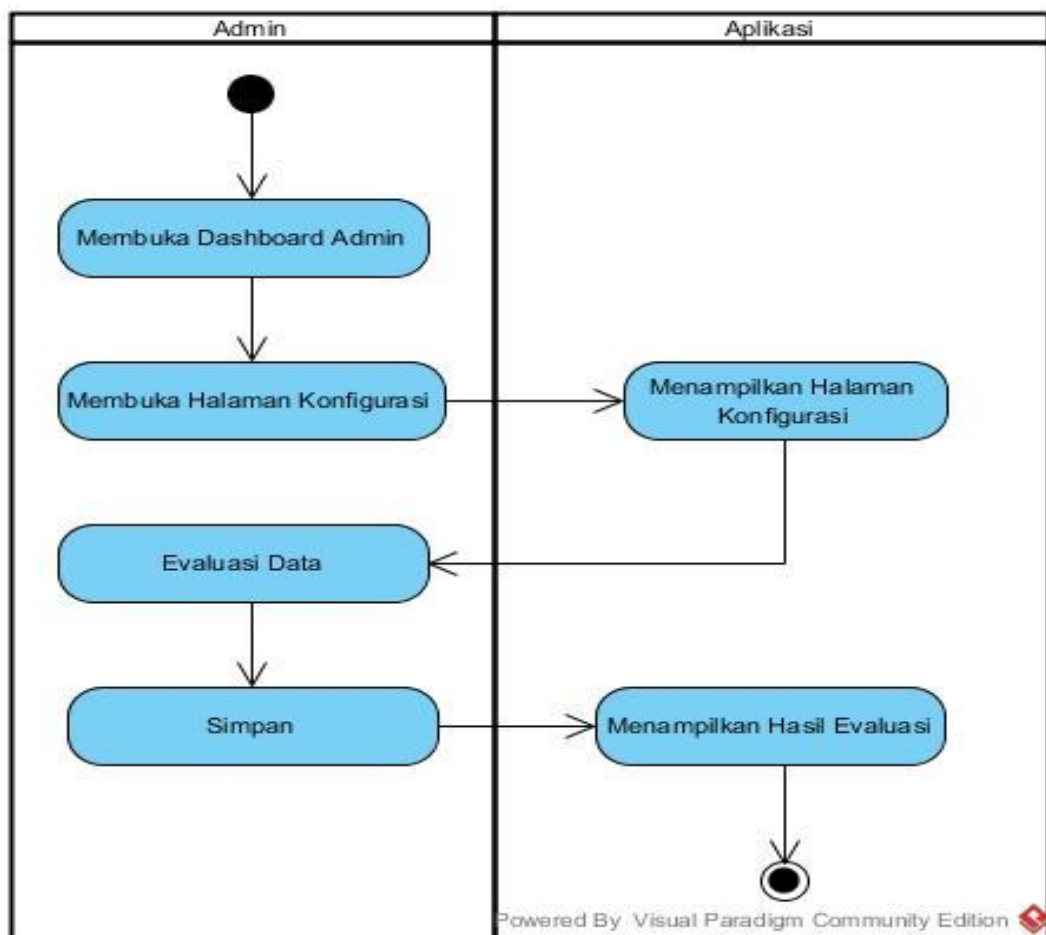 Admin
Aplikasi
Membuka Dashboard Admin
Membuka Halaman Konfigurasi
Menampilkan Halaman
Konfigurasi
Evaluasi Data
Simpan
Menampilkan Hasil Evaluasi
Powered By Visual Paradigm Community Edition